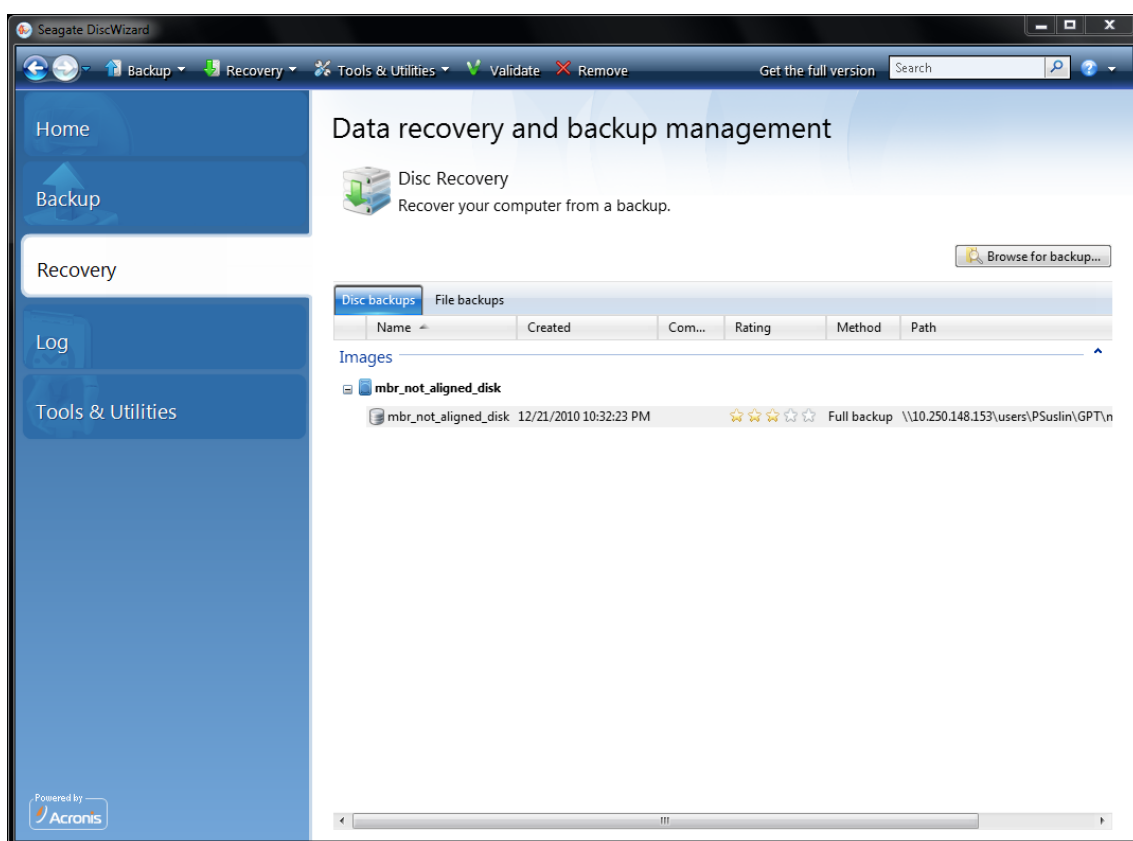 Seagate DiscWizard
Backup Recovery Tools & Utilities Validate Remove Get the full version Search
Home
Backup
Recovery
Log
Tools & Utilities
Powered by
Acronis
Data recovery and backup management
Disc Recovery
Recover your computer from a backup.
Browse for backup...
Disc backups File backups
Name Created Com... Rating Method Path
Images
mbr_not_aligned_disk
mbr_not_aligned_disk 12/21/2010 10:32:23 PM Full backup \\10.250.148.153\users\PSuslin\GPT\n